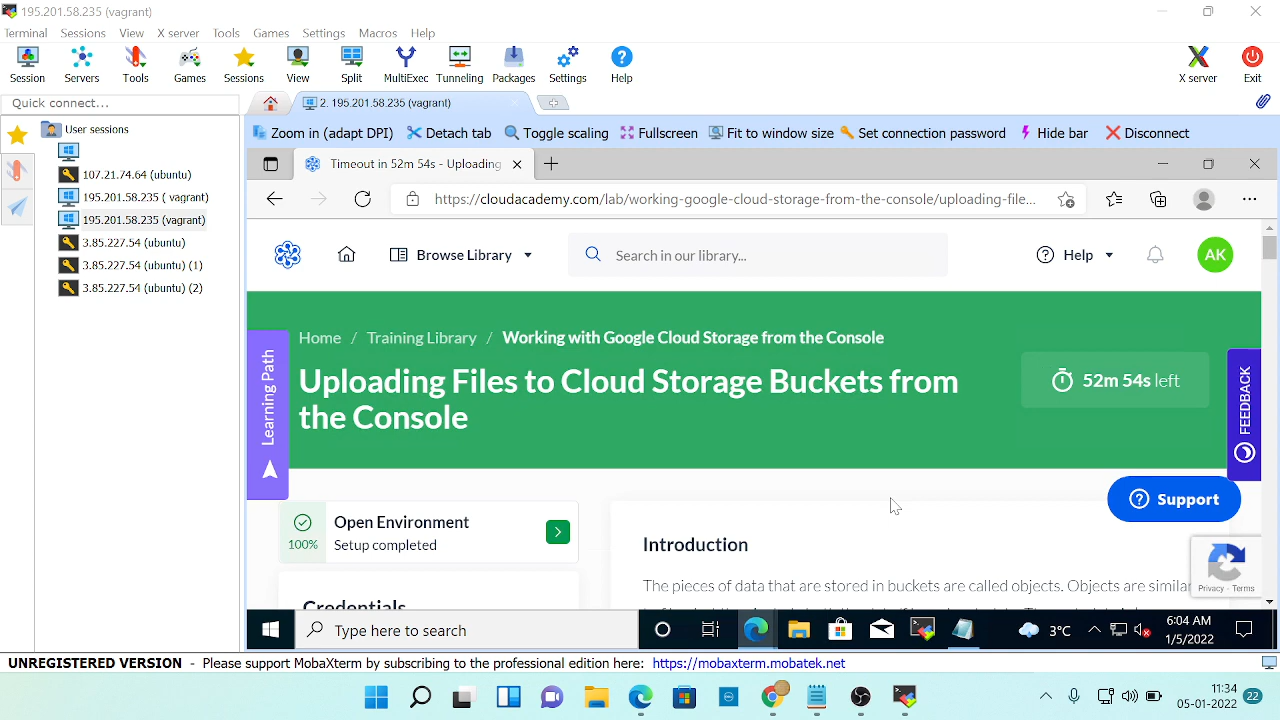 195.201.58.235 (vagrant)
Terminal Sessions View X server Tools Games Settings Macros Help
Session Servers Tools Games Sessions View Split MultiExec Tunneling Packages Settings Help X server Exit
Quick connect...
2. 195.201.58.235 (vagrant)
User sessions
107.21.74.64 (ubuntu)
195.201.58.235 ( vagrant)
195.201.58.235 (vagrant)
3.85.227.54 (ubuntu)
3.85.227.54 (ubuntu) (1)
3.85.227.54 (ubuntu) (2)
Zoom in (adapt DPI) Detach tab Toggle scaling Fullscreen Fit to window size Set connection password Hide bar Disconnect
Timeout in 52m 54s - Uploading
https://cloudacademy.com/lab/working-google-cloud-storage-from-the-console/uploading-file...
Browse Library Search in our library... Help AK
Home / Training Library / Working with Google Cloud Storage from the Console
Uploading Files to Cloud Storage Buckets from
the Console
52m 54s left
Learning Path
FEEDBACK
Open Environment
100% Setup completed
Support
Introduction
The pieces of data that are stored in buckets are called objects. Objects are similar
Privacy - Terms
Credentials
Type here to search
3°C
6:04 AM
1/5/2022
UNREGISTERED VERSION - Please support MobaXterm by subscribing to the professional edition here: https://mobaxterm.mobatek.net
11:34
05-01-2022
22